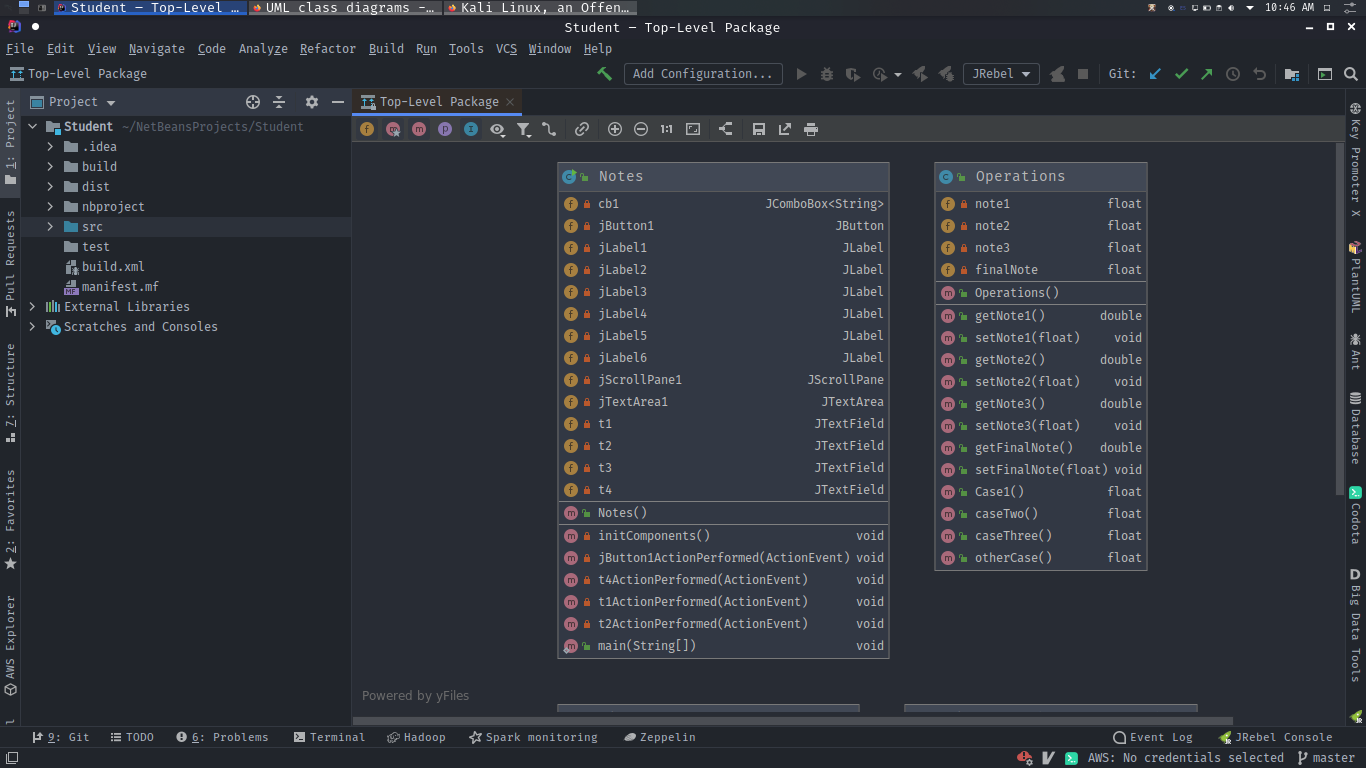 Student – Top-Level …
UML class diagrams -…
Kali Linux, an Offen…
10:46 AM
Student – Top-Level Package
File Edit View Navigate Code Analyze Refactor Build Run Tools VCS Window Help
Top-Level Package
Add Configuration...
JRebel
Git:
Project
Top-Level Package
Student ~/NetBeansProjects/Student
.idea
build
dist
nbproject
src
test
build.xml
manifest.mf
External Libraries
Scratches and Consoles
1: Project
Pull Requests
7: Structure
2: Favorites
AWS Explorer
1:1
Notes
cb1 JComboBox<String>
jButton1 JButton
jLabel1 JLabel
jLabel2 JLabel
jLabel3 JLabel
jLabel4 JLabel
jLabel5 JLabel
jLabel6 JLabel
jScrollPane1 JScrollPane
jTextArea1 JTextArea
t1 JTextField
t2 JTextField
t3 JTextField
t4 JTextField
Notes()
initComponents() void
jButton1ActionPerformed(ActionEvent) void
t4ActionPerformed(ActionEvent) void
t1ActionPerformed(ActionEvent) void
t2ActionPerformed(ActionEvent) void
main(String[]) void
Operations
note1 float
note2 float
note3 float
finalNote float
Operations()
getNote1() double
setNote1(float) void
getNote2() double
setNote2(float) void
getNote3() double
setNote3(float) void
getFinalNote() double
setFinalNote(float) void
Case1() float
caseTwo() float
caseThree() float
otherCase() float
Powered by yFiles
Key Promoter X
PlantUML
Ant
Database
Codota
D Big Data Tools
9: Git
TODO
6: Problems
Terminal
Hadoop
Spark monitoring
Zeppelin
Event Log
JRebel Console
AWS: No credentials selected
master